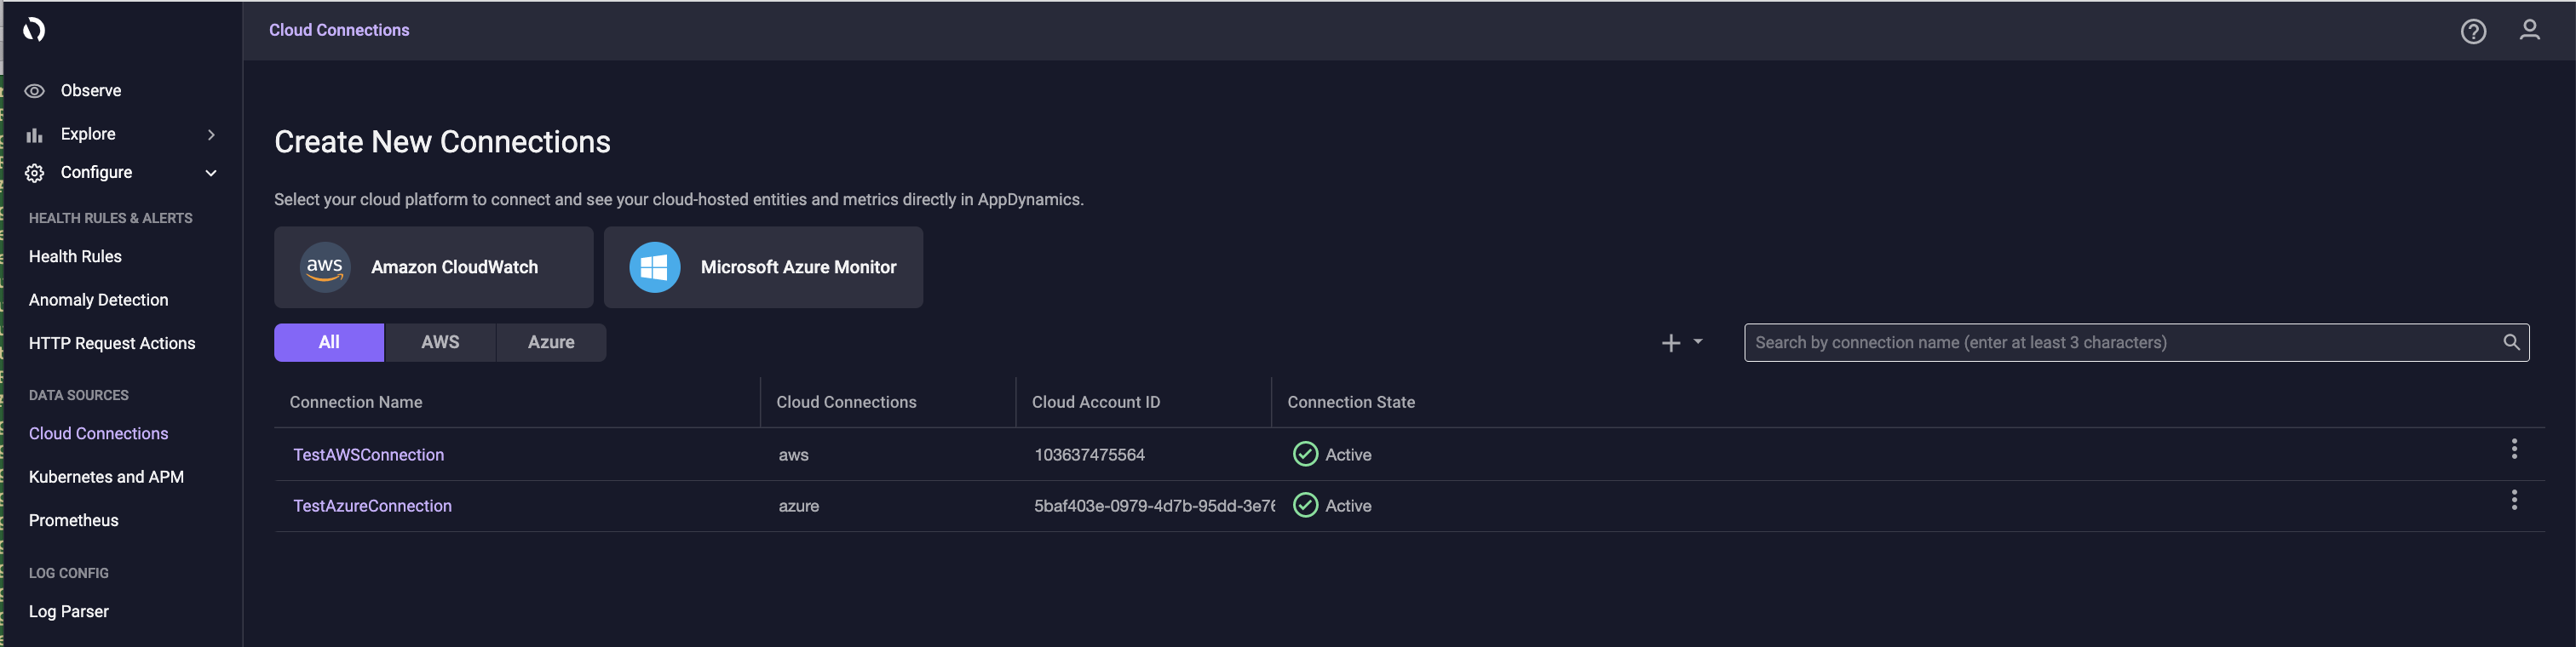 Cloud Connections
Observe
Explore
Configure
HEALTH RULES & ALERTS
Health Rules
Anomaly Detection
HTTP Request Actions
DATA SOURCES
Cloud Connections
Kubernetes and APM
Prometheus
LOG CONFIG
Log Parser
Create New Connections
Select your cloud platform to connect and see your cloud-hosted entities and metrics directly in AppDynamics.
aws Amazon CloudWatch Microsoft Azure Monitor
All AWS Azure Search by connection name (enter at least 3 characters)
Connection Name Cloud Connections Cloud Account ID Connection State
TestAWSConnection aws 103637475564 Active
TestAzureConnection azure 5baf403e-0979-4d7b-95dd-3e76 Active